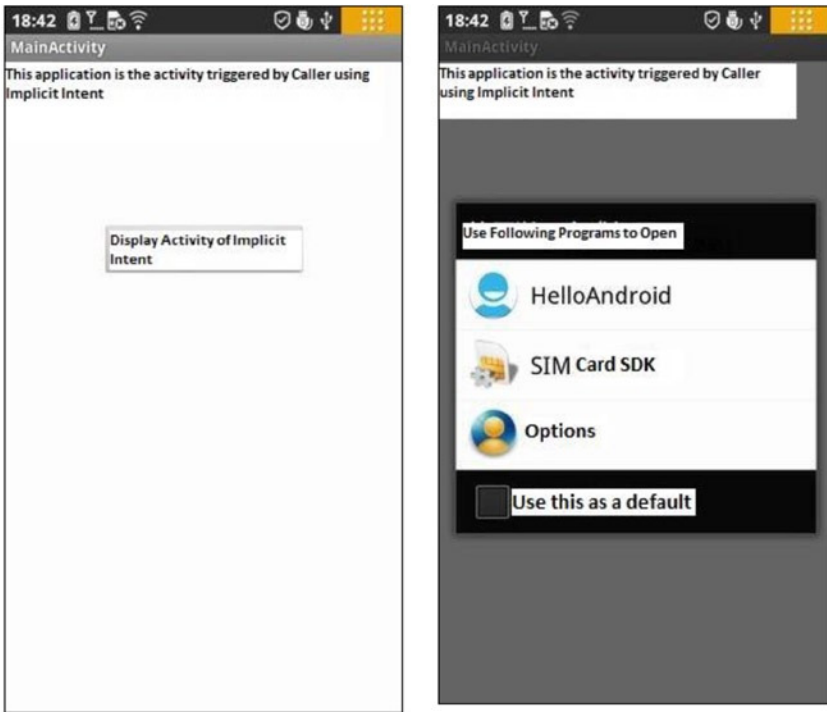 18:42
MainActivity
This application is the activity triggered by Caller using
Implicit Intent
Display Activity of Implicit
Intent
18:42
MainActivity
This application is the activity triggered by Caller
using Implicit Intent
Use Following Programs to Open
HelloAndroid
SIM Card SDK
Options
Use this as a default